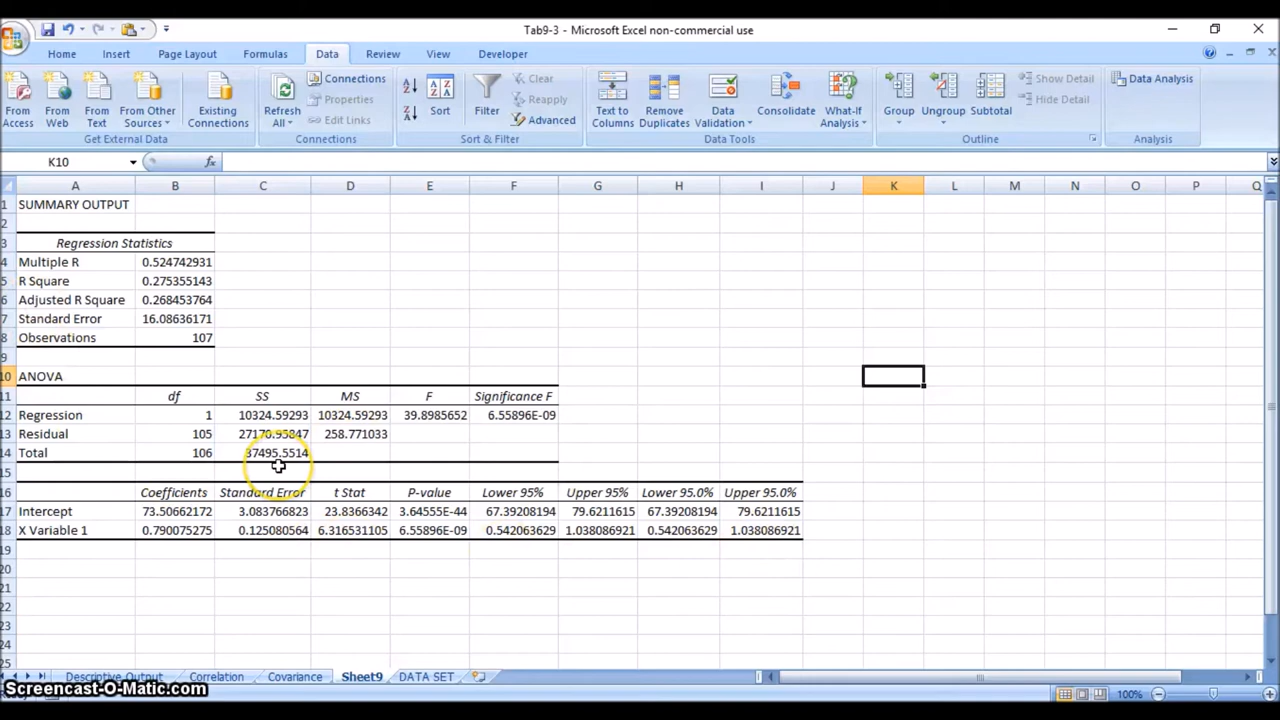 Tab9-3 - Microsoft Excel non-commercial use
Home Insert Page Layout Formulas Data Review View Developer
From Access From Web From Text From Other Sources Existing Connections Refresh All Connections Properties Edit Links Sort Filter Clear Reapply Advanced Text to Columns Remove Duplicates Data Validation Consolidate What-If Analysis Group Ungroup Subtotal Show Detail Hide Detail Data Analysis
Get External Data Connections Sort & Filter Data Tools Outline Analysis
K10 fx
A B C D E F G H I J K L M N O P Q
1 SUMMARY OUTPUT
2
3 Regression Statistics
4 Multiple R 0.524742931
5 R Square 0.275355143
6 Adjusted R Square 0.268453764
7 Standard Error 16.08636171
8 Observations 107
9
10 ANOVA
11 df SS MS F Significance F
12 Regression 1 10324.59293 10324.59293 39.8985652 6.55896E-09
13 Residual 105 27170.95847 258.771033
14 Total 106 37495.5514
15
16 Coefficients Standard Error t Stat P-value Lower 95% Upper 95% Lower 95.0% Upper 95.0%
17 Intercept 73.50662172 3.083766823 23.8366342 3.64555E-44 67.39208194 79.6211615 67.39208194 79.6211615
18 X Variable 1 0.790075275 0.125080564 6.316531105 6.55896E-09 0.542063629 1.038086921 0.542063629 1.038086921
19
20
21
22
23
24
25
Descriptive Output Correlation Covariance Sheet9 DATA SET
Screencast-O-Matic.com 100%